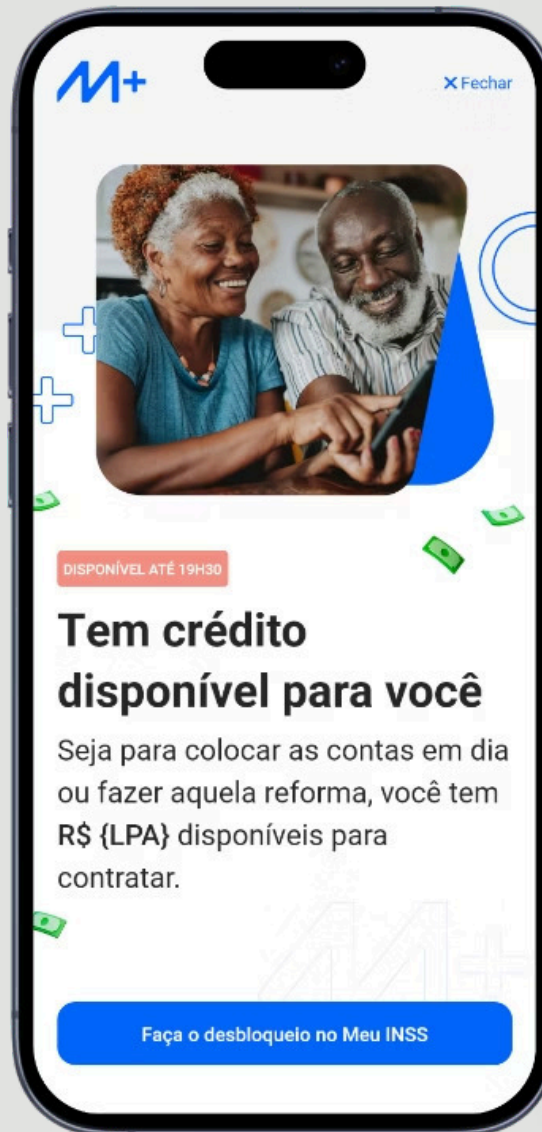 M+
Fechar
DISPONÍVEL ATÉ 19H30
Tem crédito
disponível para você
Seja para colocar as contas em dia
ou fazer aquela reforma, você tem
R$ {LPA} disponíveis para
contratar.
M+
Faça o desbloqueio no Meu INSS